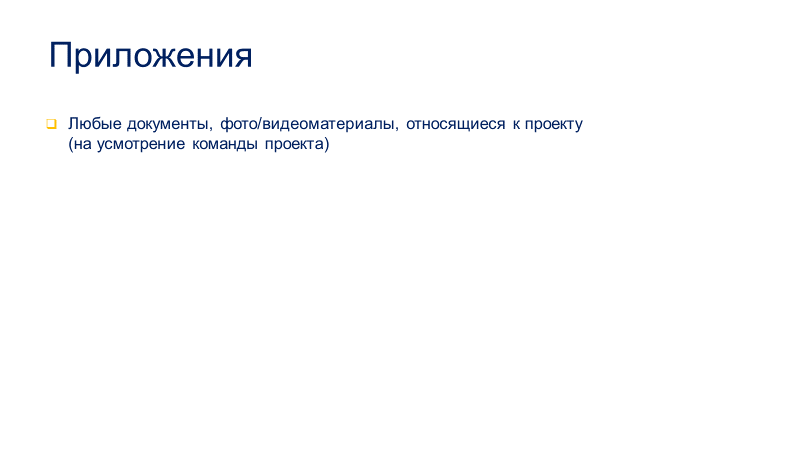 Приложения
❑ Любые документы, фото/видеоматериалы, относящиеся к проекту
(на усмотрение команды проекта)